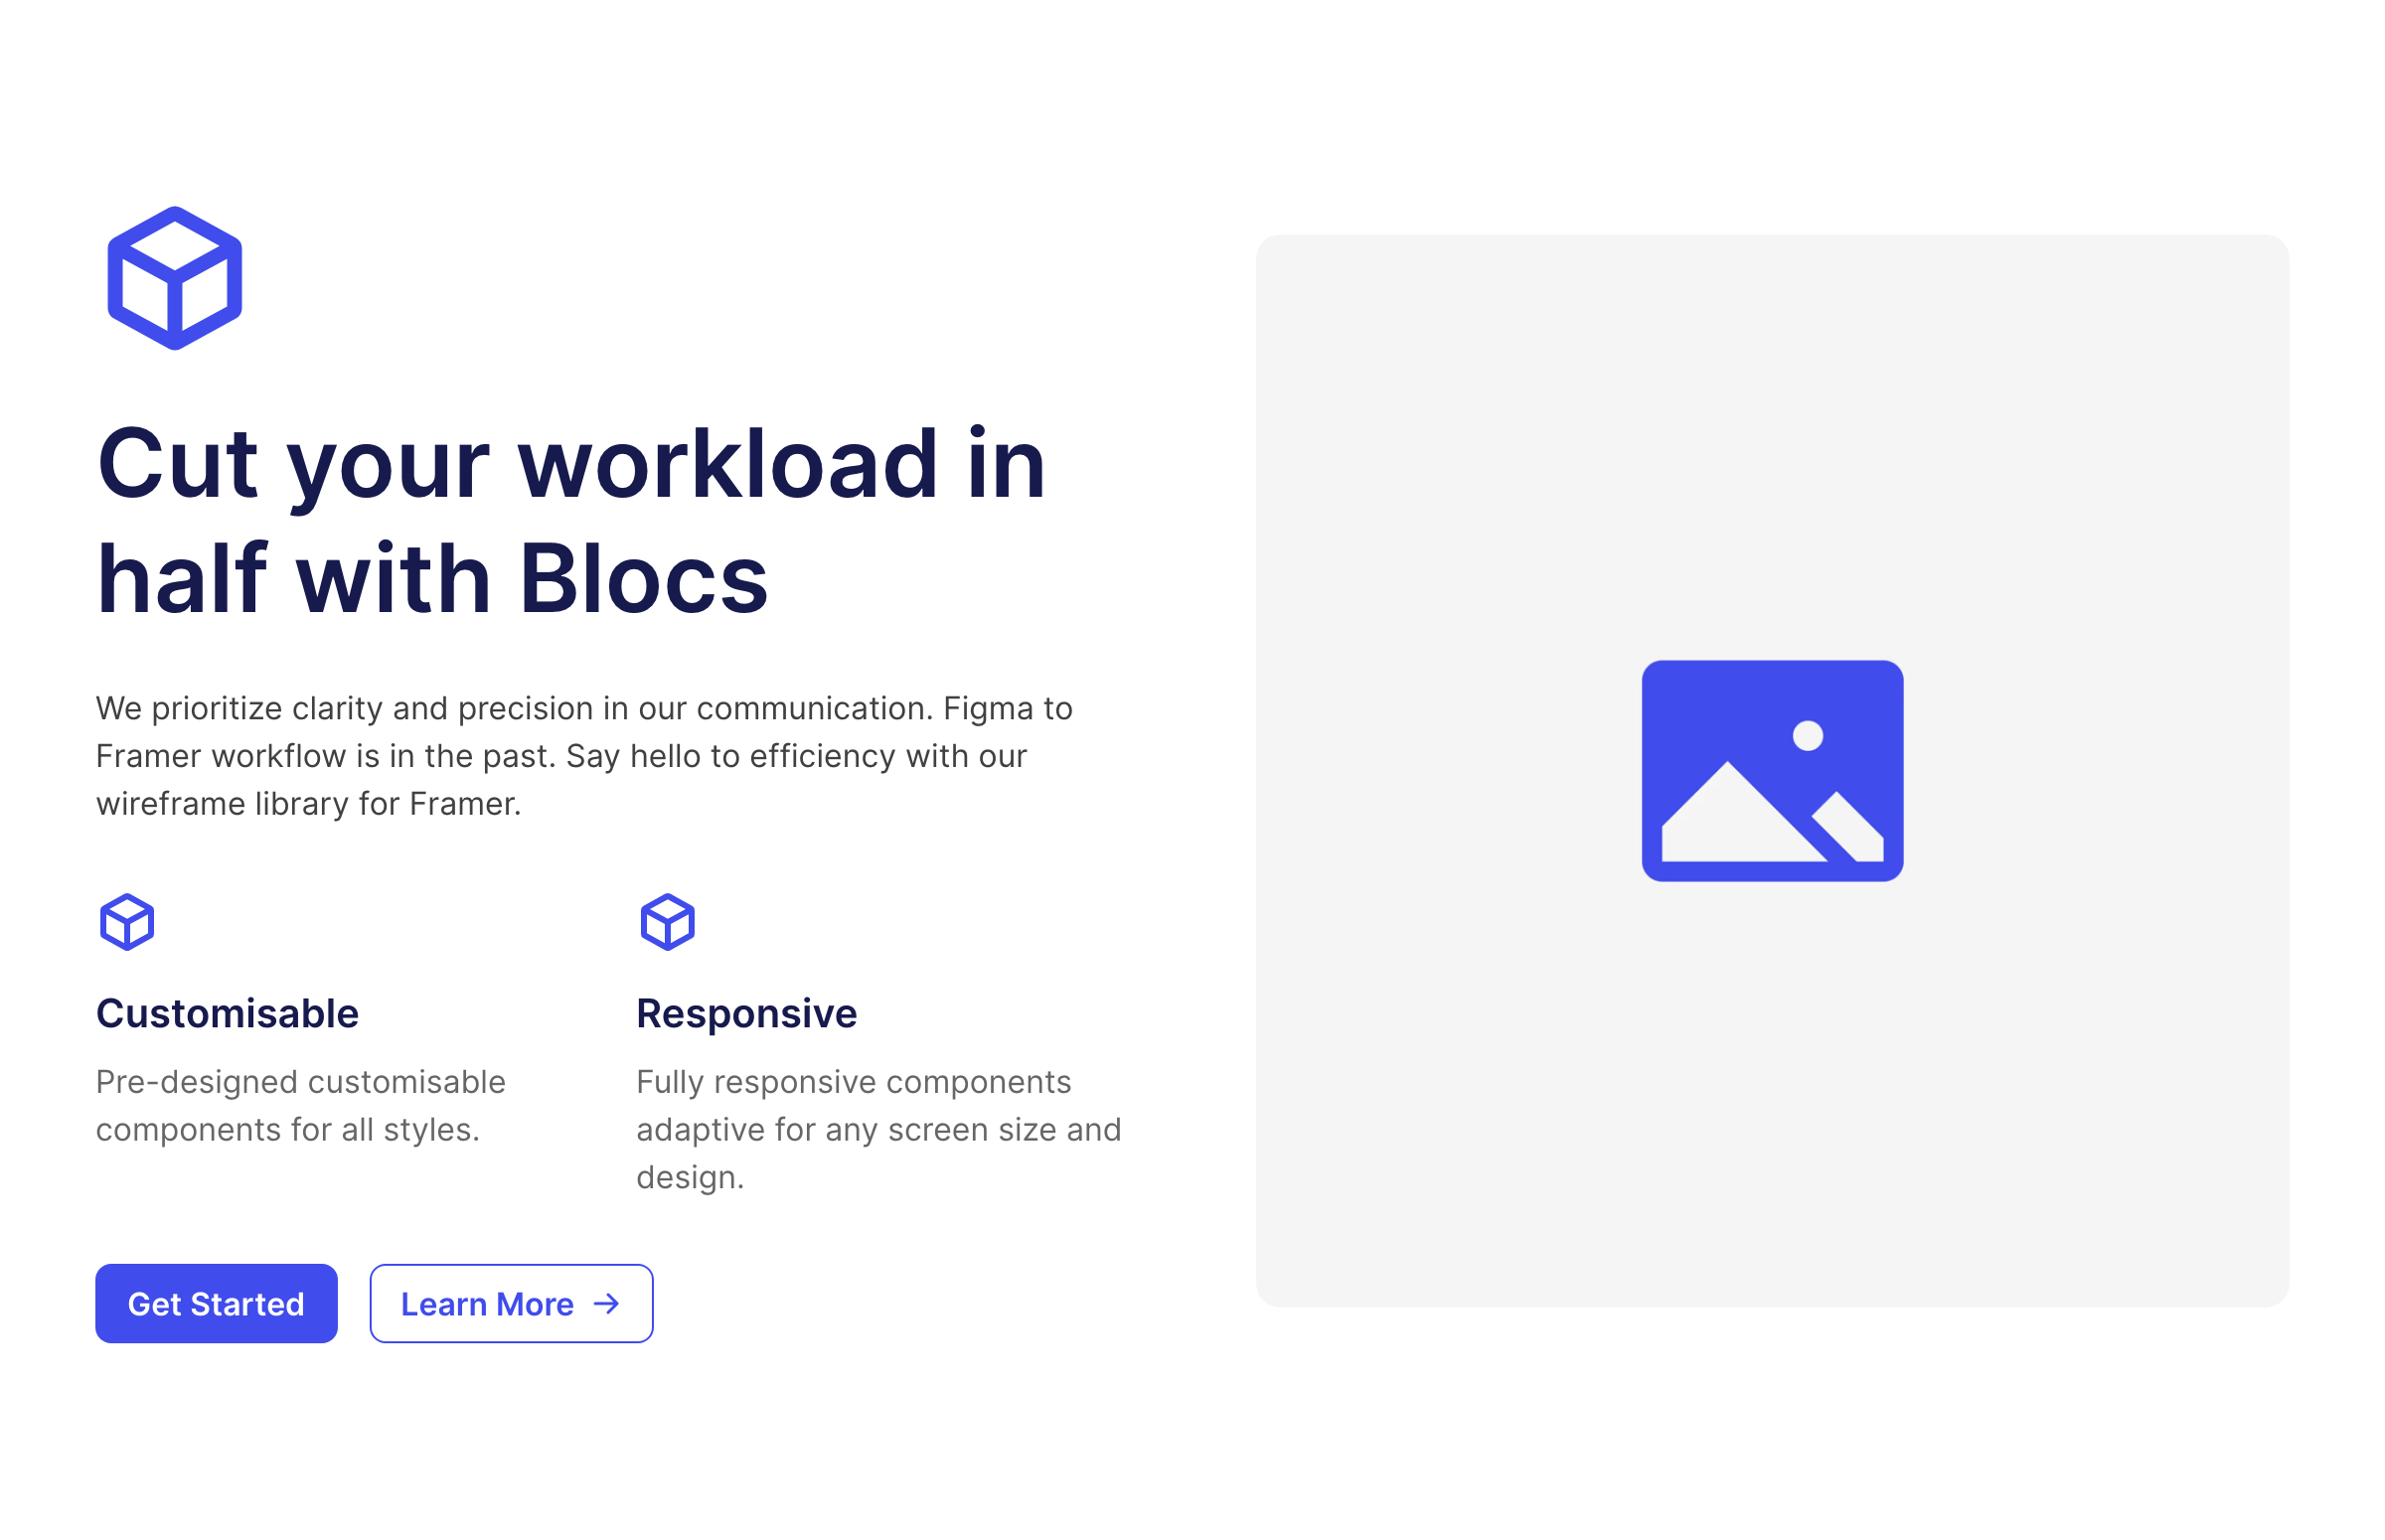 Cut your workload in
half with Blocs
We prioritize clarity and precision in our communication. Figma to
Framer workflow is in the past. Say hello to efficiency with our
wireframe library for Framer.
Customisable
Pre-designed customisable
components for all styles.
Responsive
Fully responsive components
adaptive for any screen size and
design.
Get Started
Learn More →